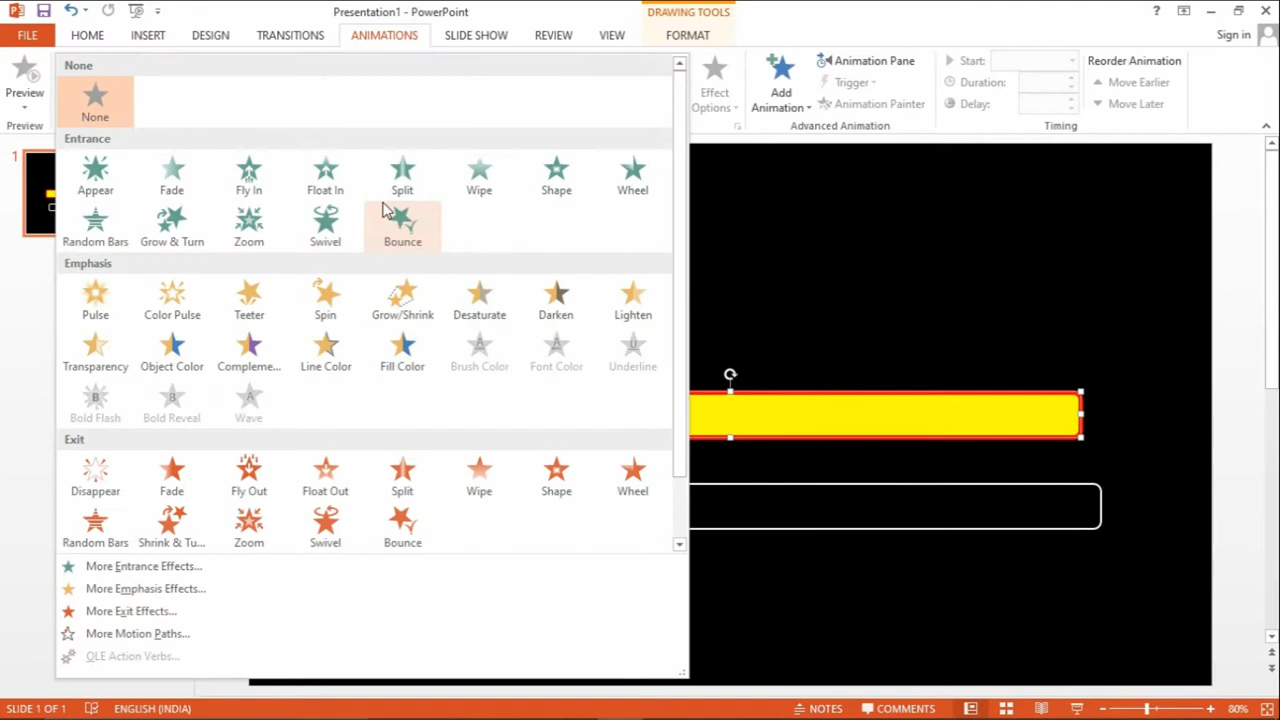 Presentation1 - PowerPoint
DRAWING TOOLS
?
FILE
HOME
INSERT
DESIGN
TRANSITIONS
ANIMATIONS
SLIDE SHOW
REVIEW
VIEW
FORMAT
Sign in
Preview
Preview
None
None
Entrance
Appear
Fade
Fly In
Float In
Split
Wipe
Shape
Wheel
Random Bars
Grow & Turn
Zoom
Swivel
Bounce
Emphasis
Pulse
Color Pulse
Teeter
Spin
Grow/Shrink
Desaturate
Darken
Lighten
Transparency
Object Color
Compleme...
Line Color
Fill Color
Brush Color
Font Color
Underline
Bold Flash
Bold Reveal
Wave
Exit
Disappear
Fade
Fly Out
Float Out
Split
Wipe
Shape
Wheel
Random Bars
Shrink & Tu...
Zoom
Swivel
Bounce
More Entrance Effects...
More Emphasis Effects...
More Exit Effects...
More Motion Paths...
OLE Action Verbs...
Effect
Options
Add
Animation
Animation Pane
Trigger
Animation Painter
Advanced Animation
Start:
Duration:
Delay:
Reorder Animation
Move Earlier
Move Later
Timing
1
SLIDE 1 OF 1
ENGLISH (INDIA)
NOTES
COMMENTS
80%